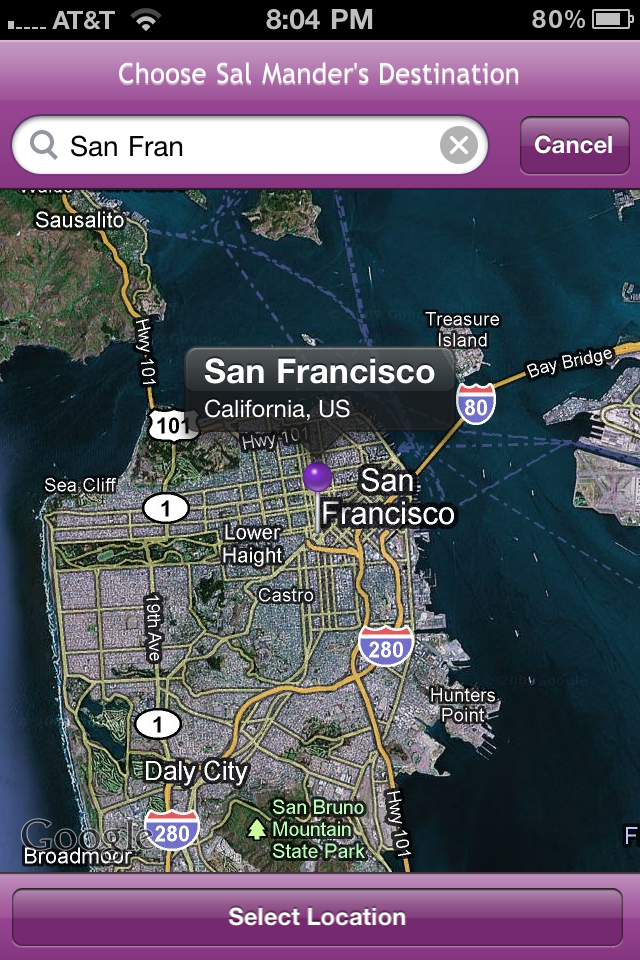 AT&T
8:04 PM
80%
Choose Sal Mander's Destination
San Fran
Cancel
Sausalito
Treasure
Island
Hwy 101
Bay Bridge
San Francisco
California, US
80
101
Hwy 101
Sea Cliff
San
Francisco
1
Lower
Haight
Castro
19th Ave
280
Hunters
Point
1
Daly City
San Bruno
Mountain
State Park
Hwy 101
280
Google
Broadmoor
F
Select Location